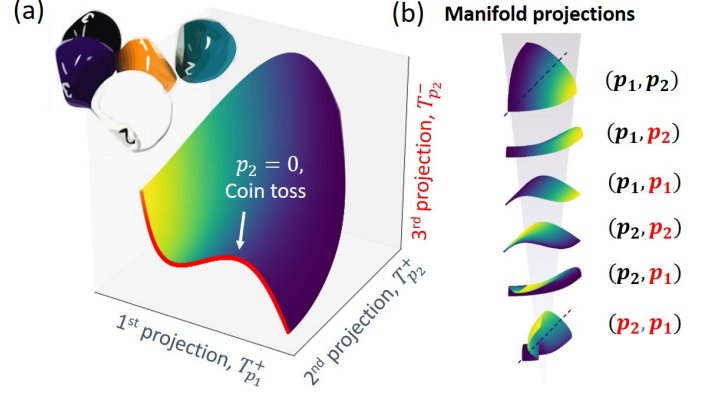 (a)
p₂ = 0,
Coin toss
1ˢᵗ projection, T⁺ₚ₁
2ⁿᵈ projection, T⁺ₚ₂
3ʳᵈ projection, T⁻ₚ₂
(b) Manifold projections
(p₁, p₂)
(p₁, p₂)
(p₁, p₁)
(p₂, p₂)
(p₂, p₁)
(p₂, p₁)